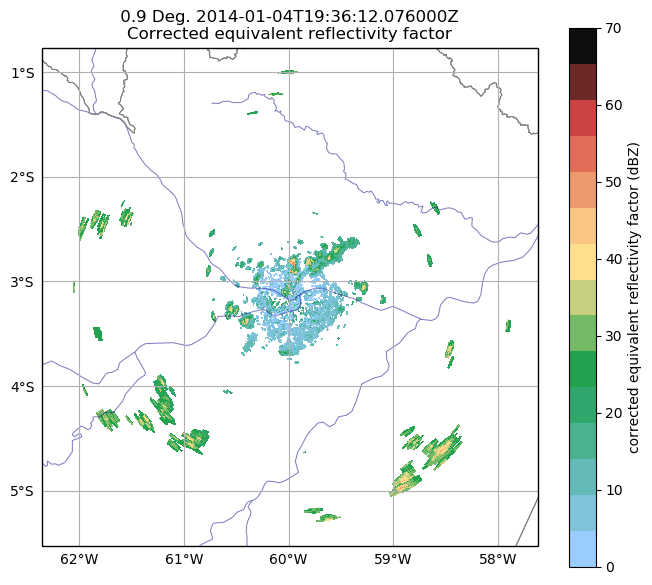 0.9 Deg. 2014-01-04T19:36:12.076000Z
Corrected equivalent reflectivity factor
1°S
2°S
3°S
4°S
5°S
62°W 61°W 60°W 59°W 58°W
70
60
50
40
30
20
10
0
corrected equivalent reflectivity factor (dBZ)